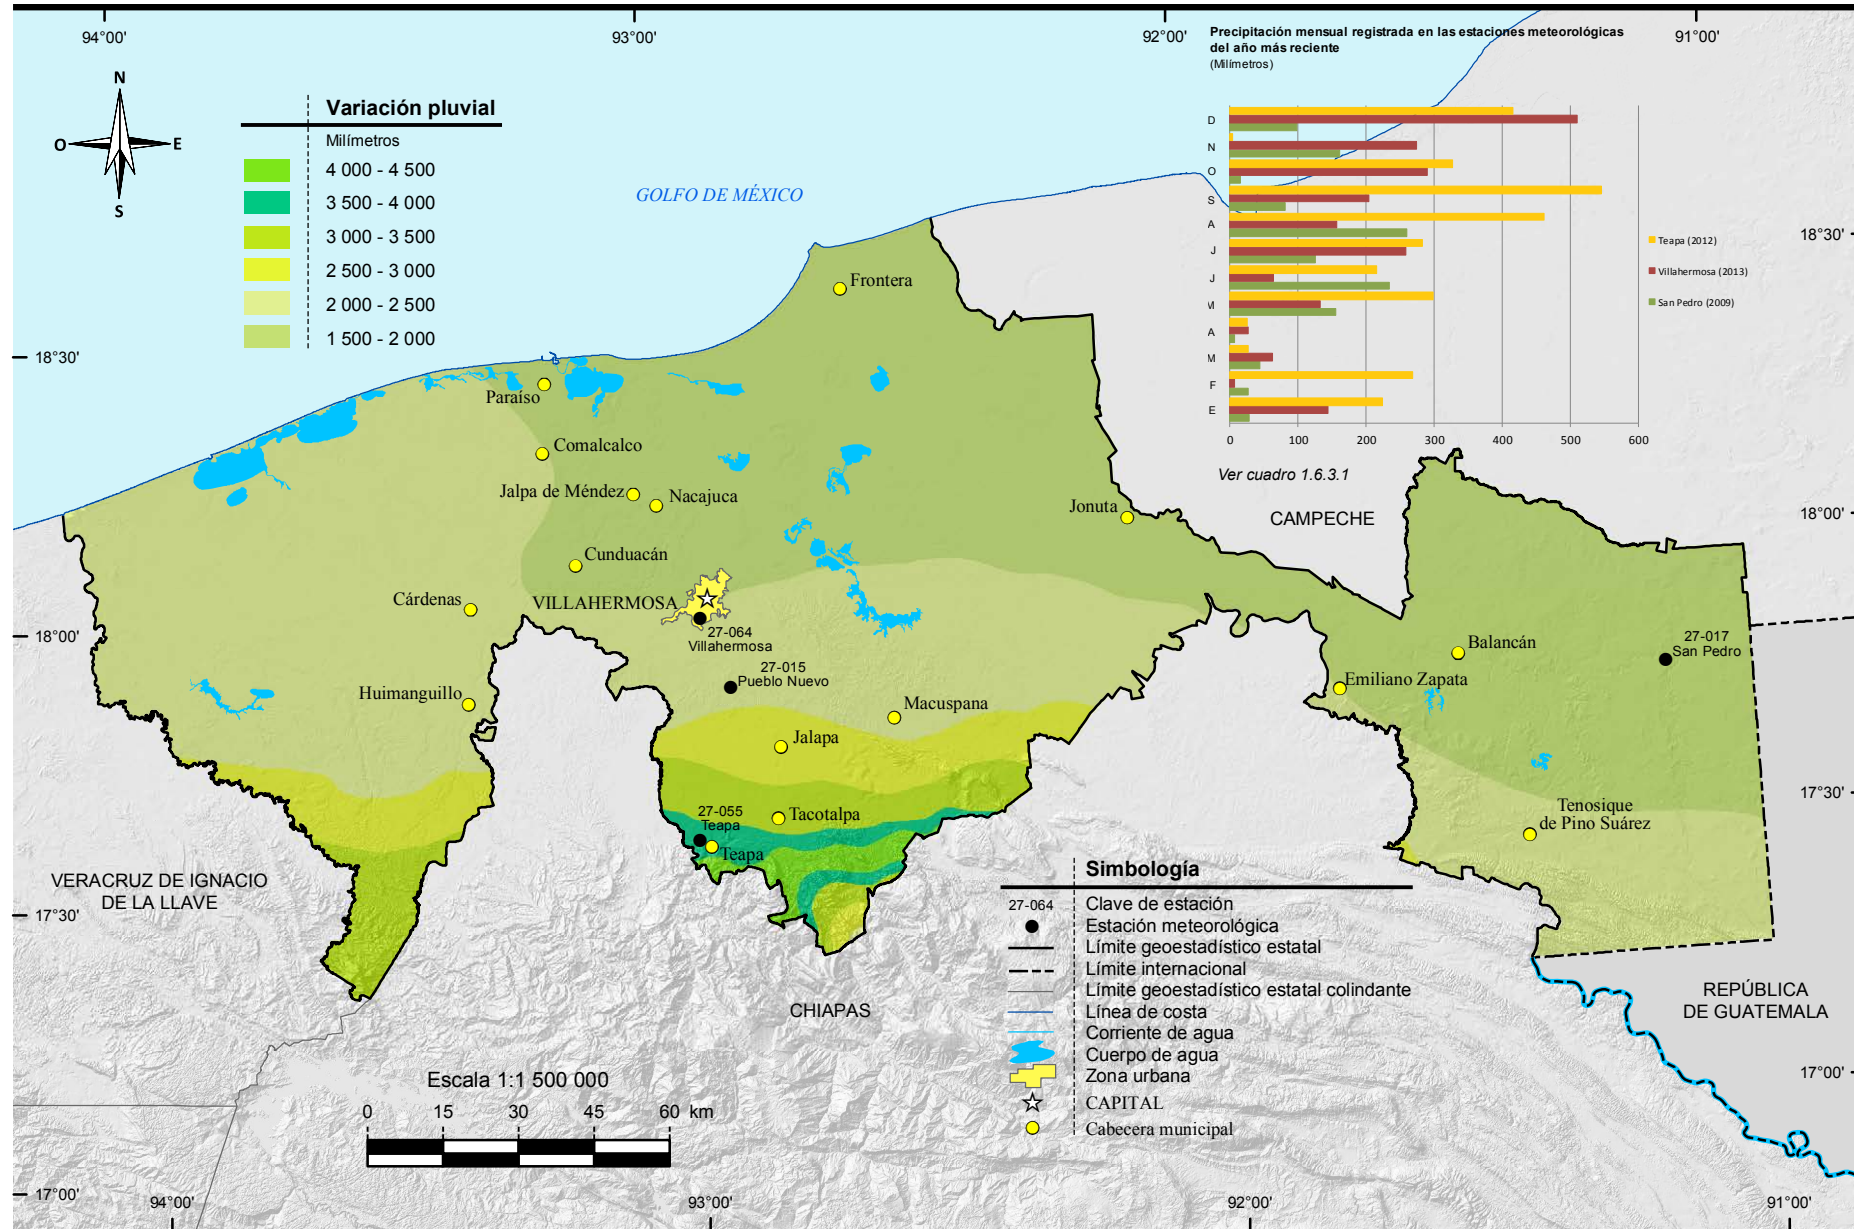 94°00'
93°00'
92°00'
91°00'
Precipitación mensual registrada en las estaciones meteorológicas
del año más reciente
(Milímetros)
D
N
O
S
A
J
J
M
A
M
F
E
0 100 200 300 400 500 600
Teapa (2012)
Villahermosa (2013)
San Pedro (2009)
Ver cuadro 1.6.3.1
N
O
E
S
Variación pluvial
Milímetros
4 000 - 4 500
3 500 - 4 000
3 000 - 3 500
2 500 - 3 000
2 000 - 2 500
1 500 - 2 000
GOLFO DE MÉXICO
18°30'
18°30'
18°00'
18°00'
17°30'
17°30'
17°00'
17°00'
Frontera
Paraíso
Comalcalco
Jalpa de Méndez
Nacajuca
Jonuta
CAMPECHE
Cunduacán
Cárdenas
VILLAHERMOSA
27-064
Villahermosa
27-015
Pueblo Nuevo
Huimanguillo
Macuspana
Jalapa
Balancán
27-017
San Pedro
Emiliano Zapata
27-055
Teapa
Tacotalpa
Teapa
Tenosique
de Pino Suárez
VERACRUZ DE IGNACIO
DE LA LLAVE
CHIAPAS
REPÚBLICA
DE GUATEMALA
Simbología
27-064 Clave de estación
Estación meteorológica
Límite geoestadístico estatal
Límite internacional
Límite geoestadístico estatal colindante
Línea de costa
Corriente de agua
Cuerpo de agua
Zona urbana
CAPITAL
Cabecera municipal
Escala 1:1 500 000
0 15 30 45 60 km
94°00'
93°00'
92°00'
91°00'